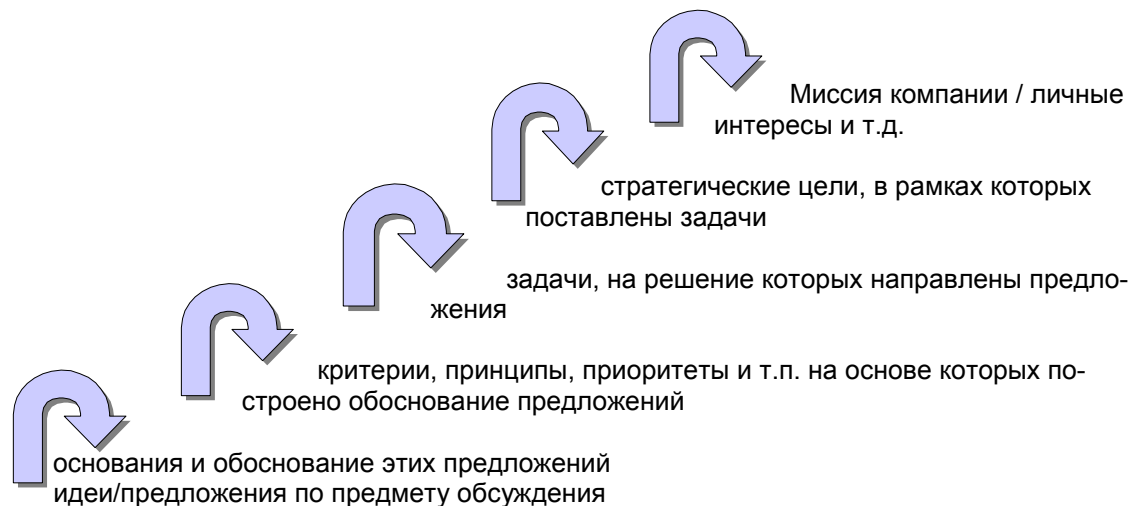 Миссия компании / личные
интересы и т.д.
стратегические цели, в рамках которых
поставлены задачи
задачи, на решение которых направлены предло-
жения
критерии, принципы, приоритеты и т.п. на основе которых по-
строено обоснование предложений
основания и обоснование этих предложений
идеи/предложения по предмету обсуждения